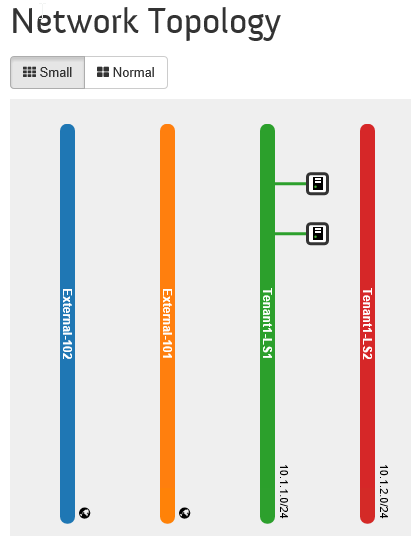 Network Topology
Small
Normal
External-102
External-101
Tenant1-LS1
10.1.1.0/24
Tenant1-LS2
10.1.2.0/24